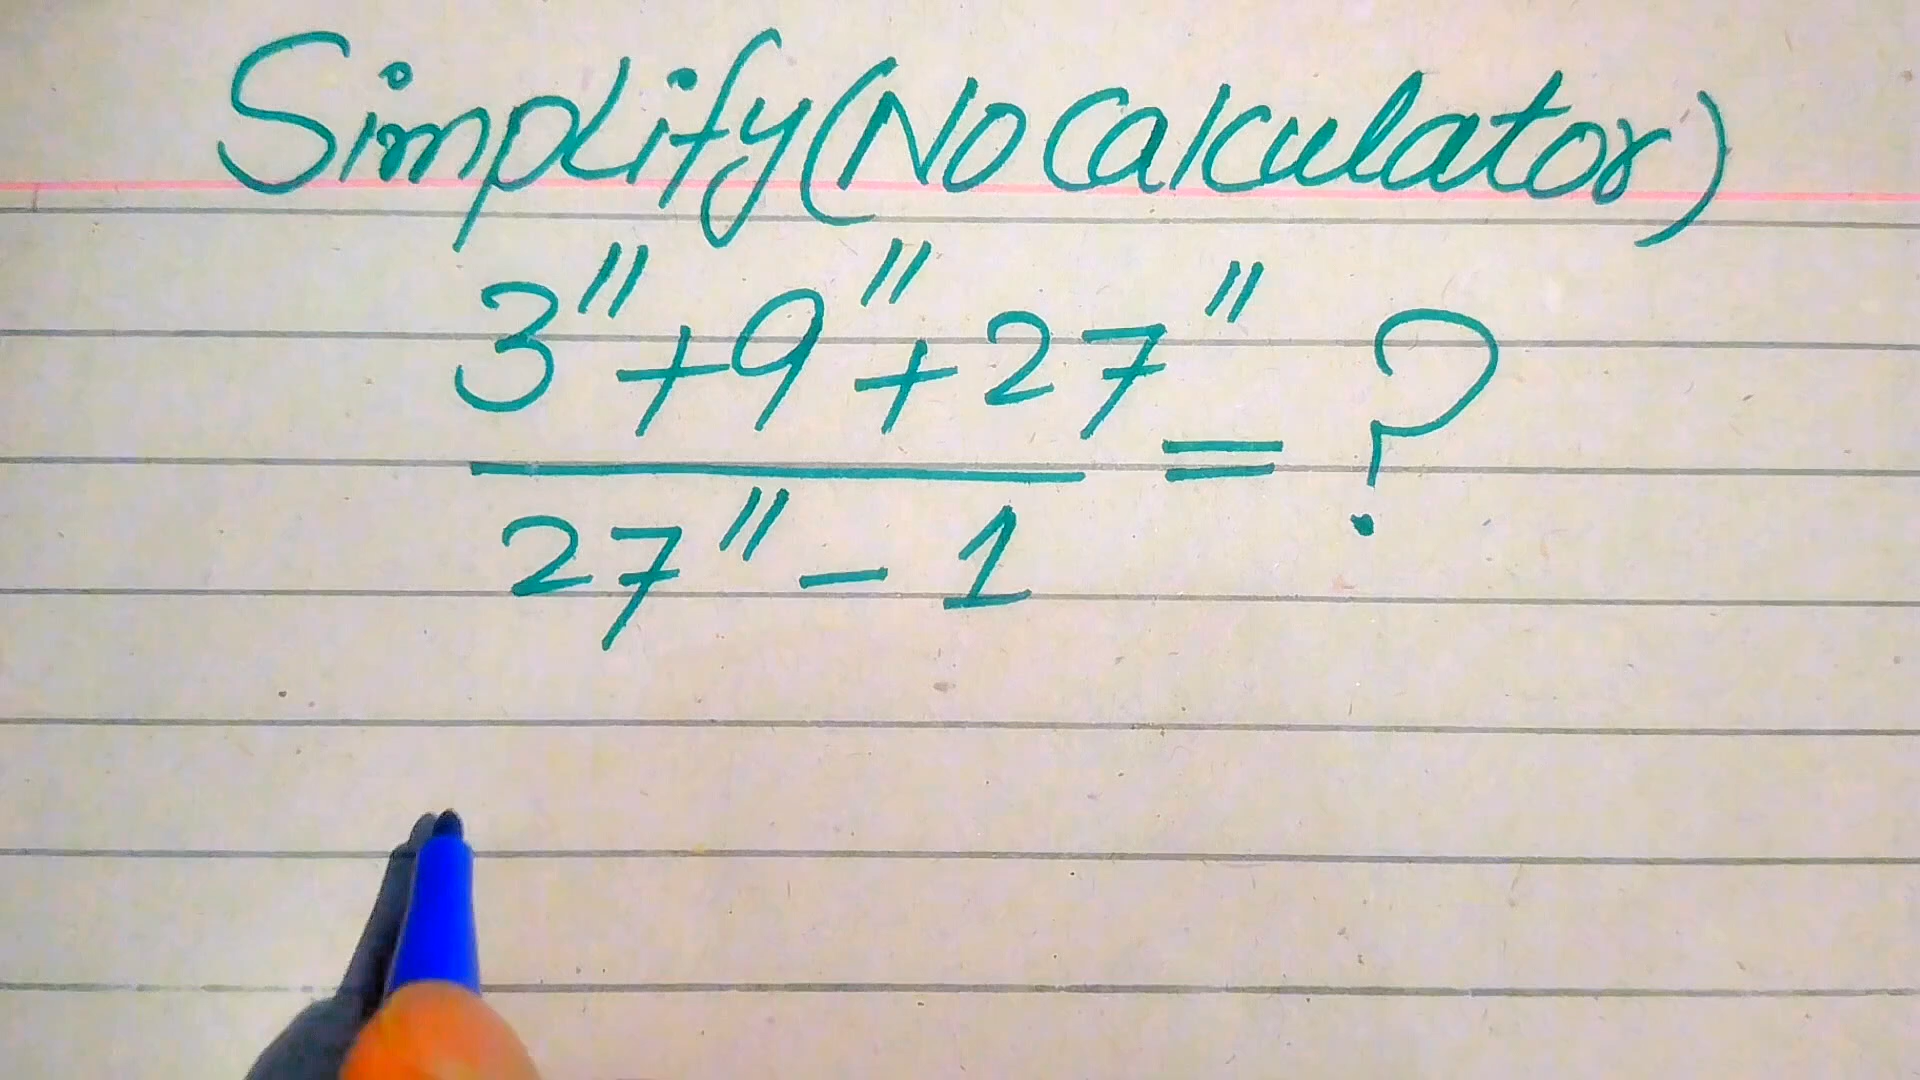 Simplify (No Calculator)
3¹¹ + 9¹¹ + 27¹¹
27¹¹ - 1
= ?